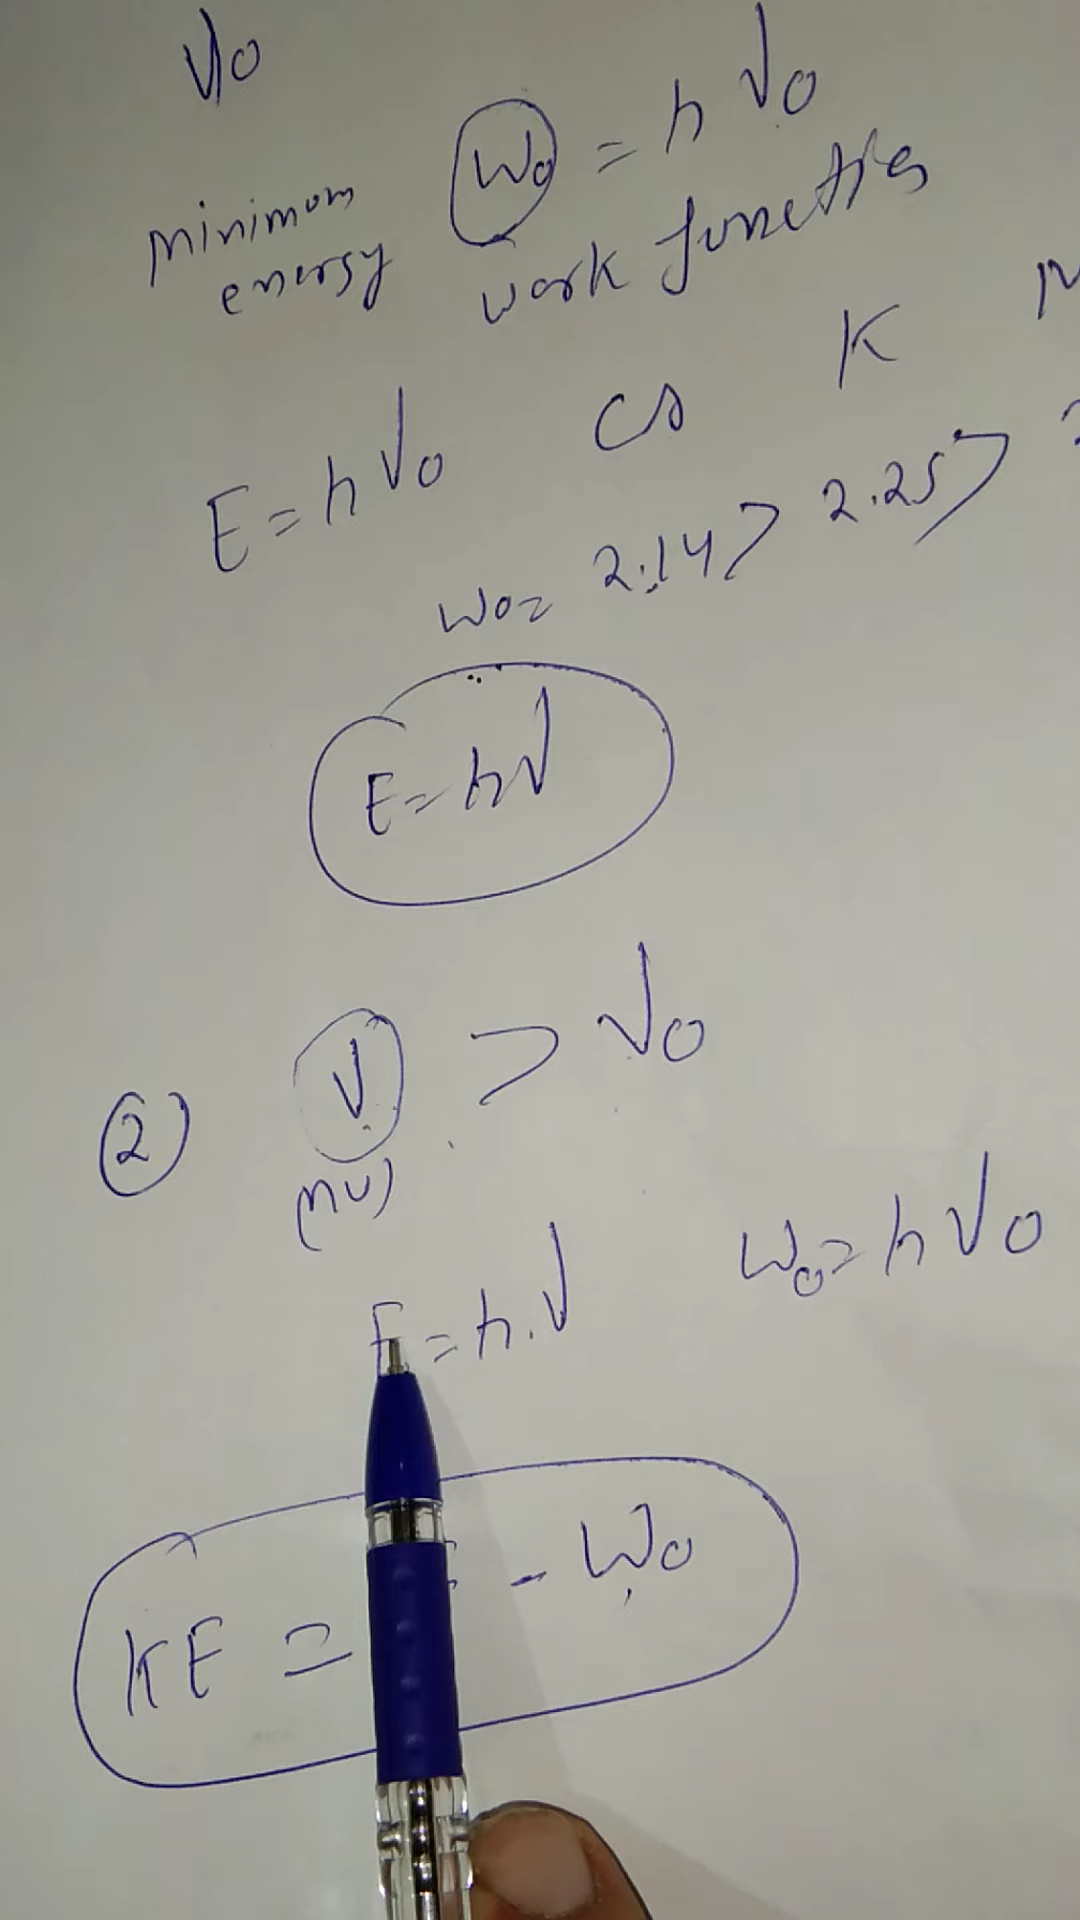 ν0
W0 = hν0
minimum
energy
work function
Cs K
E = hν0
W0= 2.14 > 2.25 >
E = hν
② ν > ν0
(nu)
E = h.ν W0 = hν0
KE = - W0